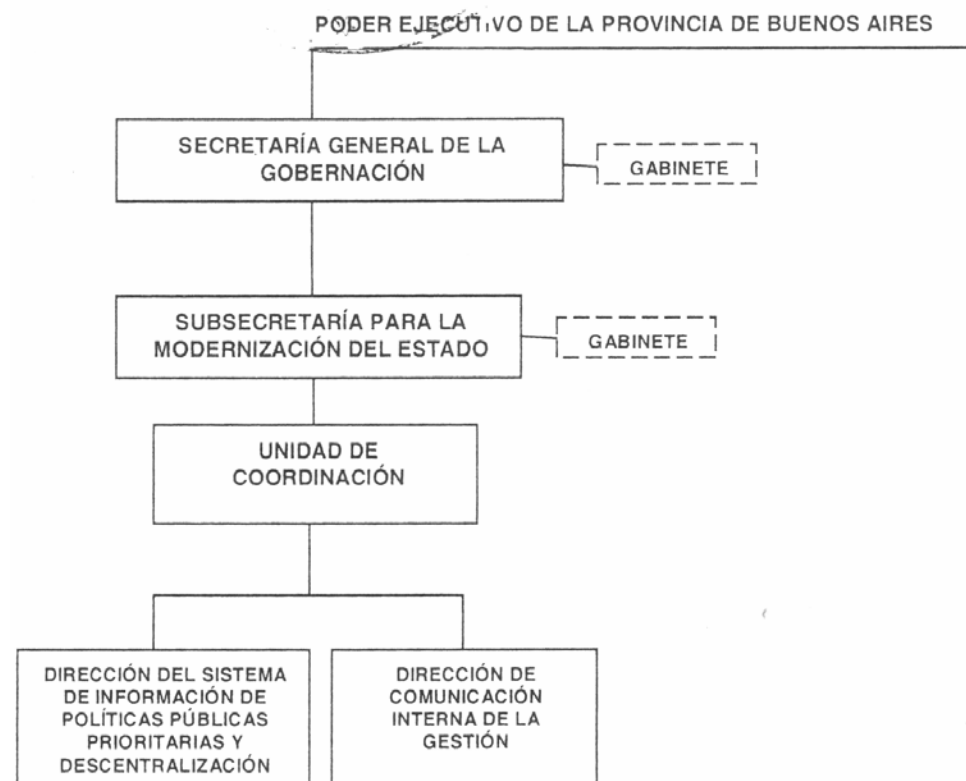 PODER EJECUTIVO DE LA PROVINCIA DE BUENOS AIRES
SECRETARÍA GENERAL DE LA
GOBERNACIÓN
GABINETE
SUBSECRETARÍA PARA LA
MODERNIZACIÓN DEL ESTADO
GABINETE
UNIDAD DE
COORDINACIÓN
DIRECCIÓN DEL SISTEMA
DE INFORMACIÓN DE
POLÍTICAS PÚBLICAS
PRIORITARIAS Y
DESCENTRALIZACIÓN
DIRECCIÓN DE
COMUNICACIÓN
INTERNA DE LA
GESTIÓN